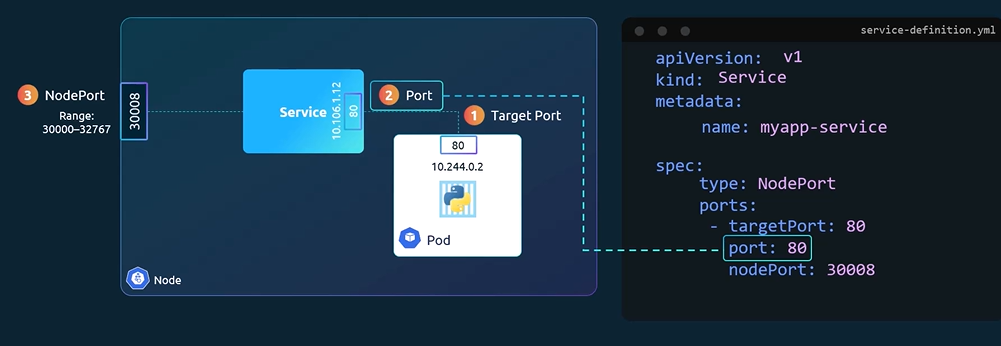 3 NodePort
Range:
30000–32767
30008
Service
10.106.1.12
80
2 Port
1 Target Port
80
10.244.0.2
Pod
Node
service-definition.yml
apiVersion: v1
kind: Service
metadata:
name: myapp-service
spec:
type: NodePort
ports:
- targetPort: 80
port: 80
nodePort: 30008